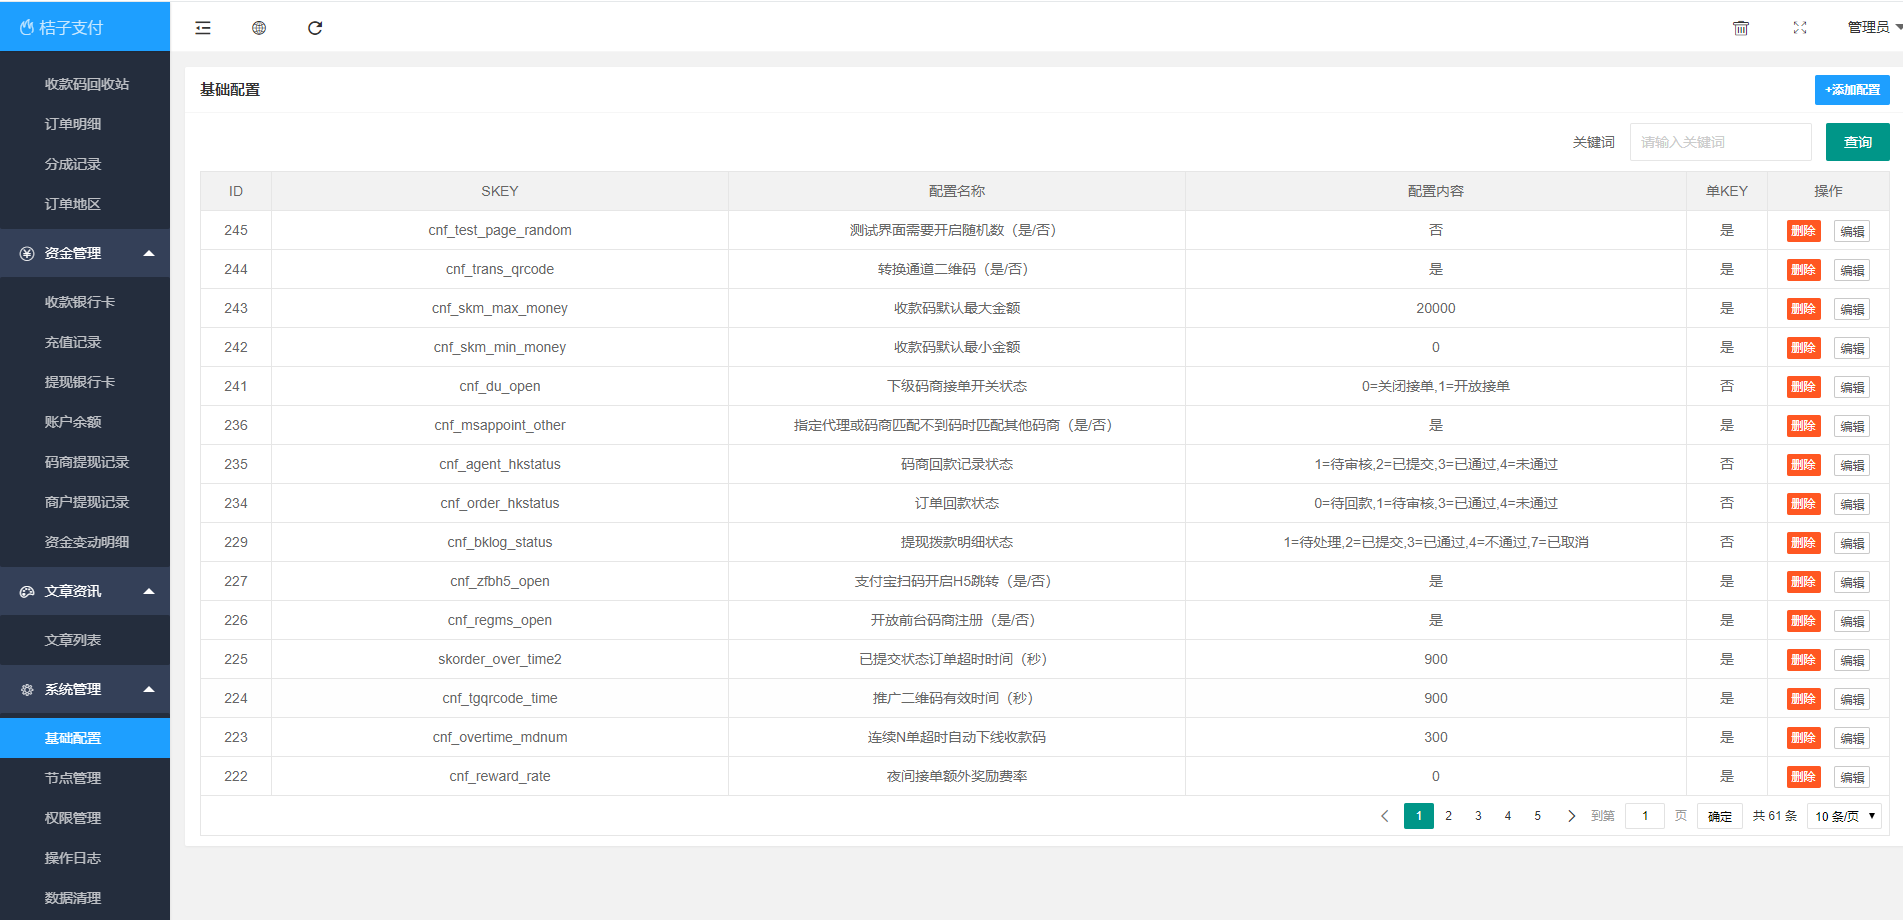 桔子支付
管理员
收款码回收站
订单明细
分成记录
订单地区
资金管理
收款银行卡
充值记录
提现银行卡
账户余额
码商提现记录
商户提现记录
资金变动明细
文章资讯
文章列表
系统管理
基础配置
节点管理
权限管理
操作日志
数据清理
基础配置
+添加配置
关键词 请输入关键词 查询
ID SKEY 配置名称 配置内容 单KEY 操作
245 cnf_test_page_random 测试界面需要开启随机数（是/否） 否 是 删除 编辑
244 cnf_trans_qrcode 转换通道二维码（是/否） 是 是 删除 编辑
243 cnf_skm_max_money 收款码默认最大金额 20000 是 删除 编辑
242 cnf_skm_min_money 收款码默认最小金额 0 是 删除 编辑
241 cnf_du_open 下级码商接单开关状态 0=关闭接单,1=开放接单 否 删除 编辑
236 cnf_msappoint_other 指定代理或码商匹配不到码时匹配其他码商（是/否） 是 是 删除 编辑
235 cnf_agent_hkstatus 码商回款记录状态 1=待审核,2=已提交,3=已通过,4=未通过 否 删除 编辑
234 cnf_order_hkstatus 订单回款状态 0=待回款,1=待审核,3=已通过,4=未通过 否 删除 编辑
229 cnf_bklog_status 提现拨款明细状态 1=待处理,2=已提交,3=已通过,4=不通过,7=已取消 否 删除 编辑
227 cnf_zfbh5_open 支付宝扫码开启H5跳转（是/否） 是 是 删除 编辑
226 cnf_regms_open 开放前台码商注册（是/否） 是 是 删除 编辑
225 skorder_over_time2 已提交状态订单超时时间（秒） 900 是 删除 编辑
224 cnf_tgqrcode_time 推广二维码有效时间（秒） 900 是 删除 编辑
223 cnf_overtime_mdnum 连续N单超时自动下线收款码 300 是 删除 编辑
222 cnf_reward_rate 夜间接单额外奖励费率 0 是 删除 编辑
1 2 3 4 5 到第 1 页 确定 共 61 条 10 条/页